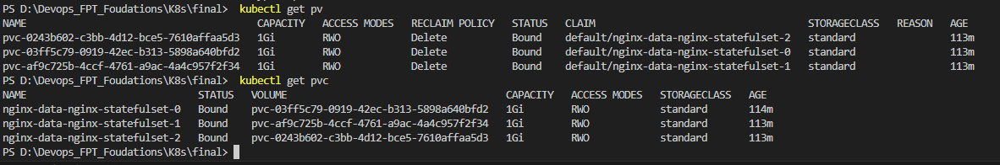 PS D:\Devops_FPT_Foudations\K8s\final> kubectl get pv
NAME CAPACITY ACCESS MODES RECLAIM POLICY STATUS CLAIM STORAGECLASS REASON AGE
pvc-0243b602-c3bb-4d12-bce5-7610affaa5d3 1Gi RWO Delete Bound default/nginx-data-nginx-statefulset-2 standard 113m
pvc-03ff5c79-0919-42ec-b313-5898a640bfd2 1Gi RWO Delete Bound default/nginx-data-nginx-statefulset-0 standard 113m
pvc-af9c725b-4ccf-4761-a9ac-4a4c957f2f34 1Gi RWO Delete Bound default/nginx-data-nginx-statefulset-1 standard 113m
PS D:\Devops_FPT_Foudations\K8s\final> kubectl get pvc
NAME STATUS VOLUME CAPACITY ACCESS MODES STORAGECLASS AGE
nginx-data-nginx-statefulset-0 Bound pvc-03ff5c79-0919-42ec-b313-5898a640bfd2 1Gi RWO standard 114m
nginx-data-nginx-statefulset-1 Bound pvc-af9c725b-4ccf-4761-a9ac-4a4c957f2f34 1Gi RWO standard 113m
nginx-data-nginx-statefulset-2 Bound pvc-0243b602-c3bb-4d12-bce5-7610affaa5d3 1Gi RWO standard 113m
PS D:\Devops_FPT_Foudations\K8s\final>